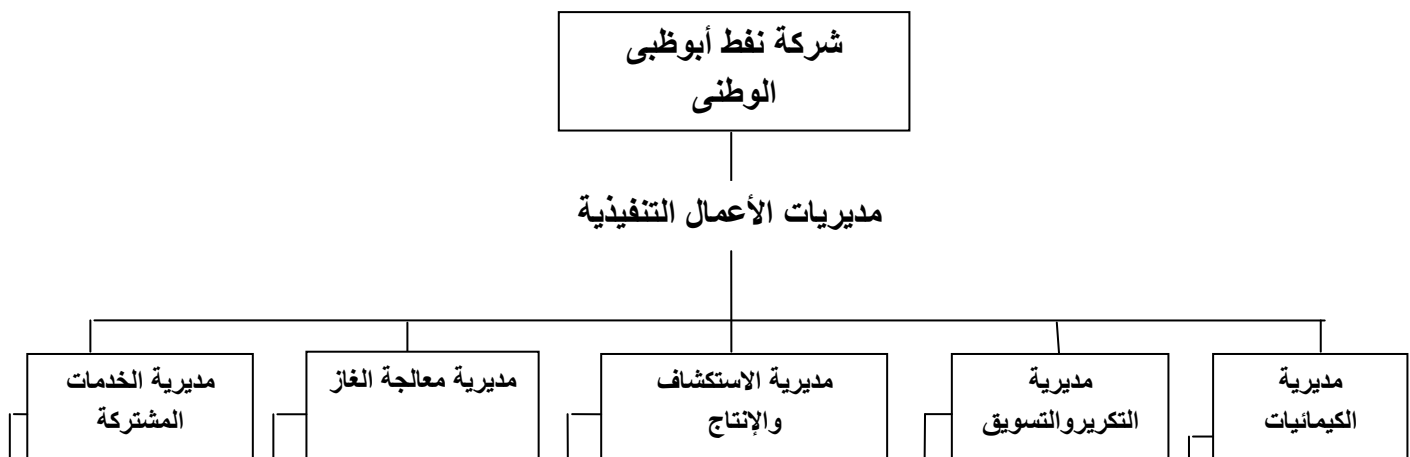 شركة نفط أبوظبى
الوطنى
مديريات الأعمال التنفيذية
مديرية
الكيمائيات
مديرية
التكريروالتسويق
مديرية الاستكشاف
والإنتاج
مديرية معالجة الغاز
مديرية الخدمات
المشتركة